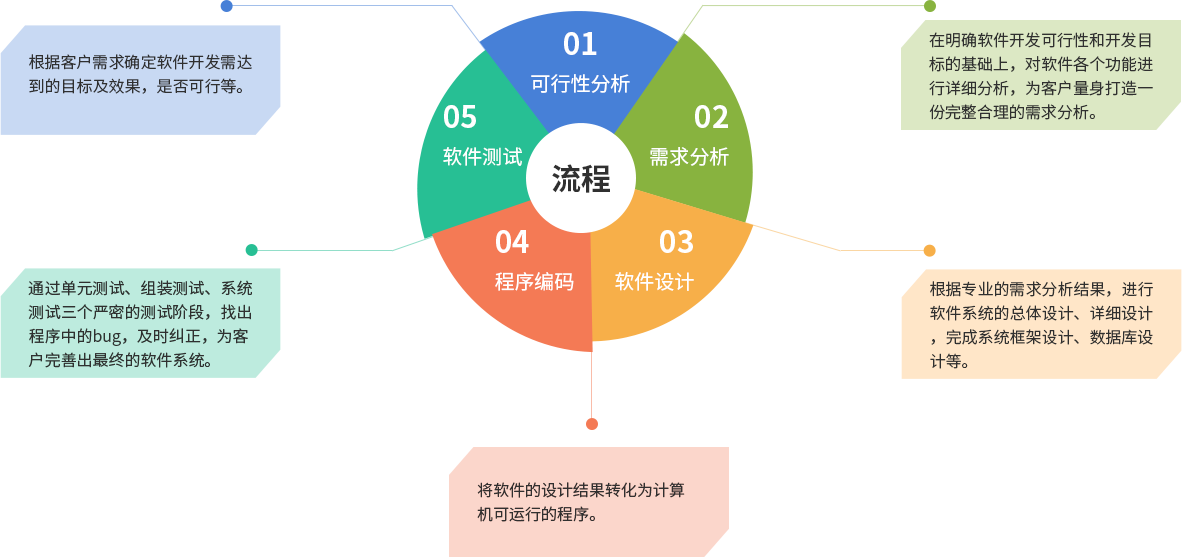 流程
01
可行性分析
根据客户需求确定软件开发需达
到的目标及效果，是否可行等。
02
需求分析
在明确软件开发可行性和开发目
标的基础上，对软件各个功能进
行详细分析，为客户量身打造一
份完整合理的需求分析。
03
软件设计
根据专业的需求分析结果，进行
软件系统的总体设计、详细设计
，完成系统框架设计、数据库设
计等。
04
程序编码
将软件的设计结果转化为计算
机可运行的程序。
05
软件测试
通过单元测试、组装测试、系统
测试三个严密的测试阶段，找出
程序中的bug，及时纠正，为客
户完善出最终的软件系统。